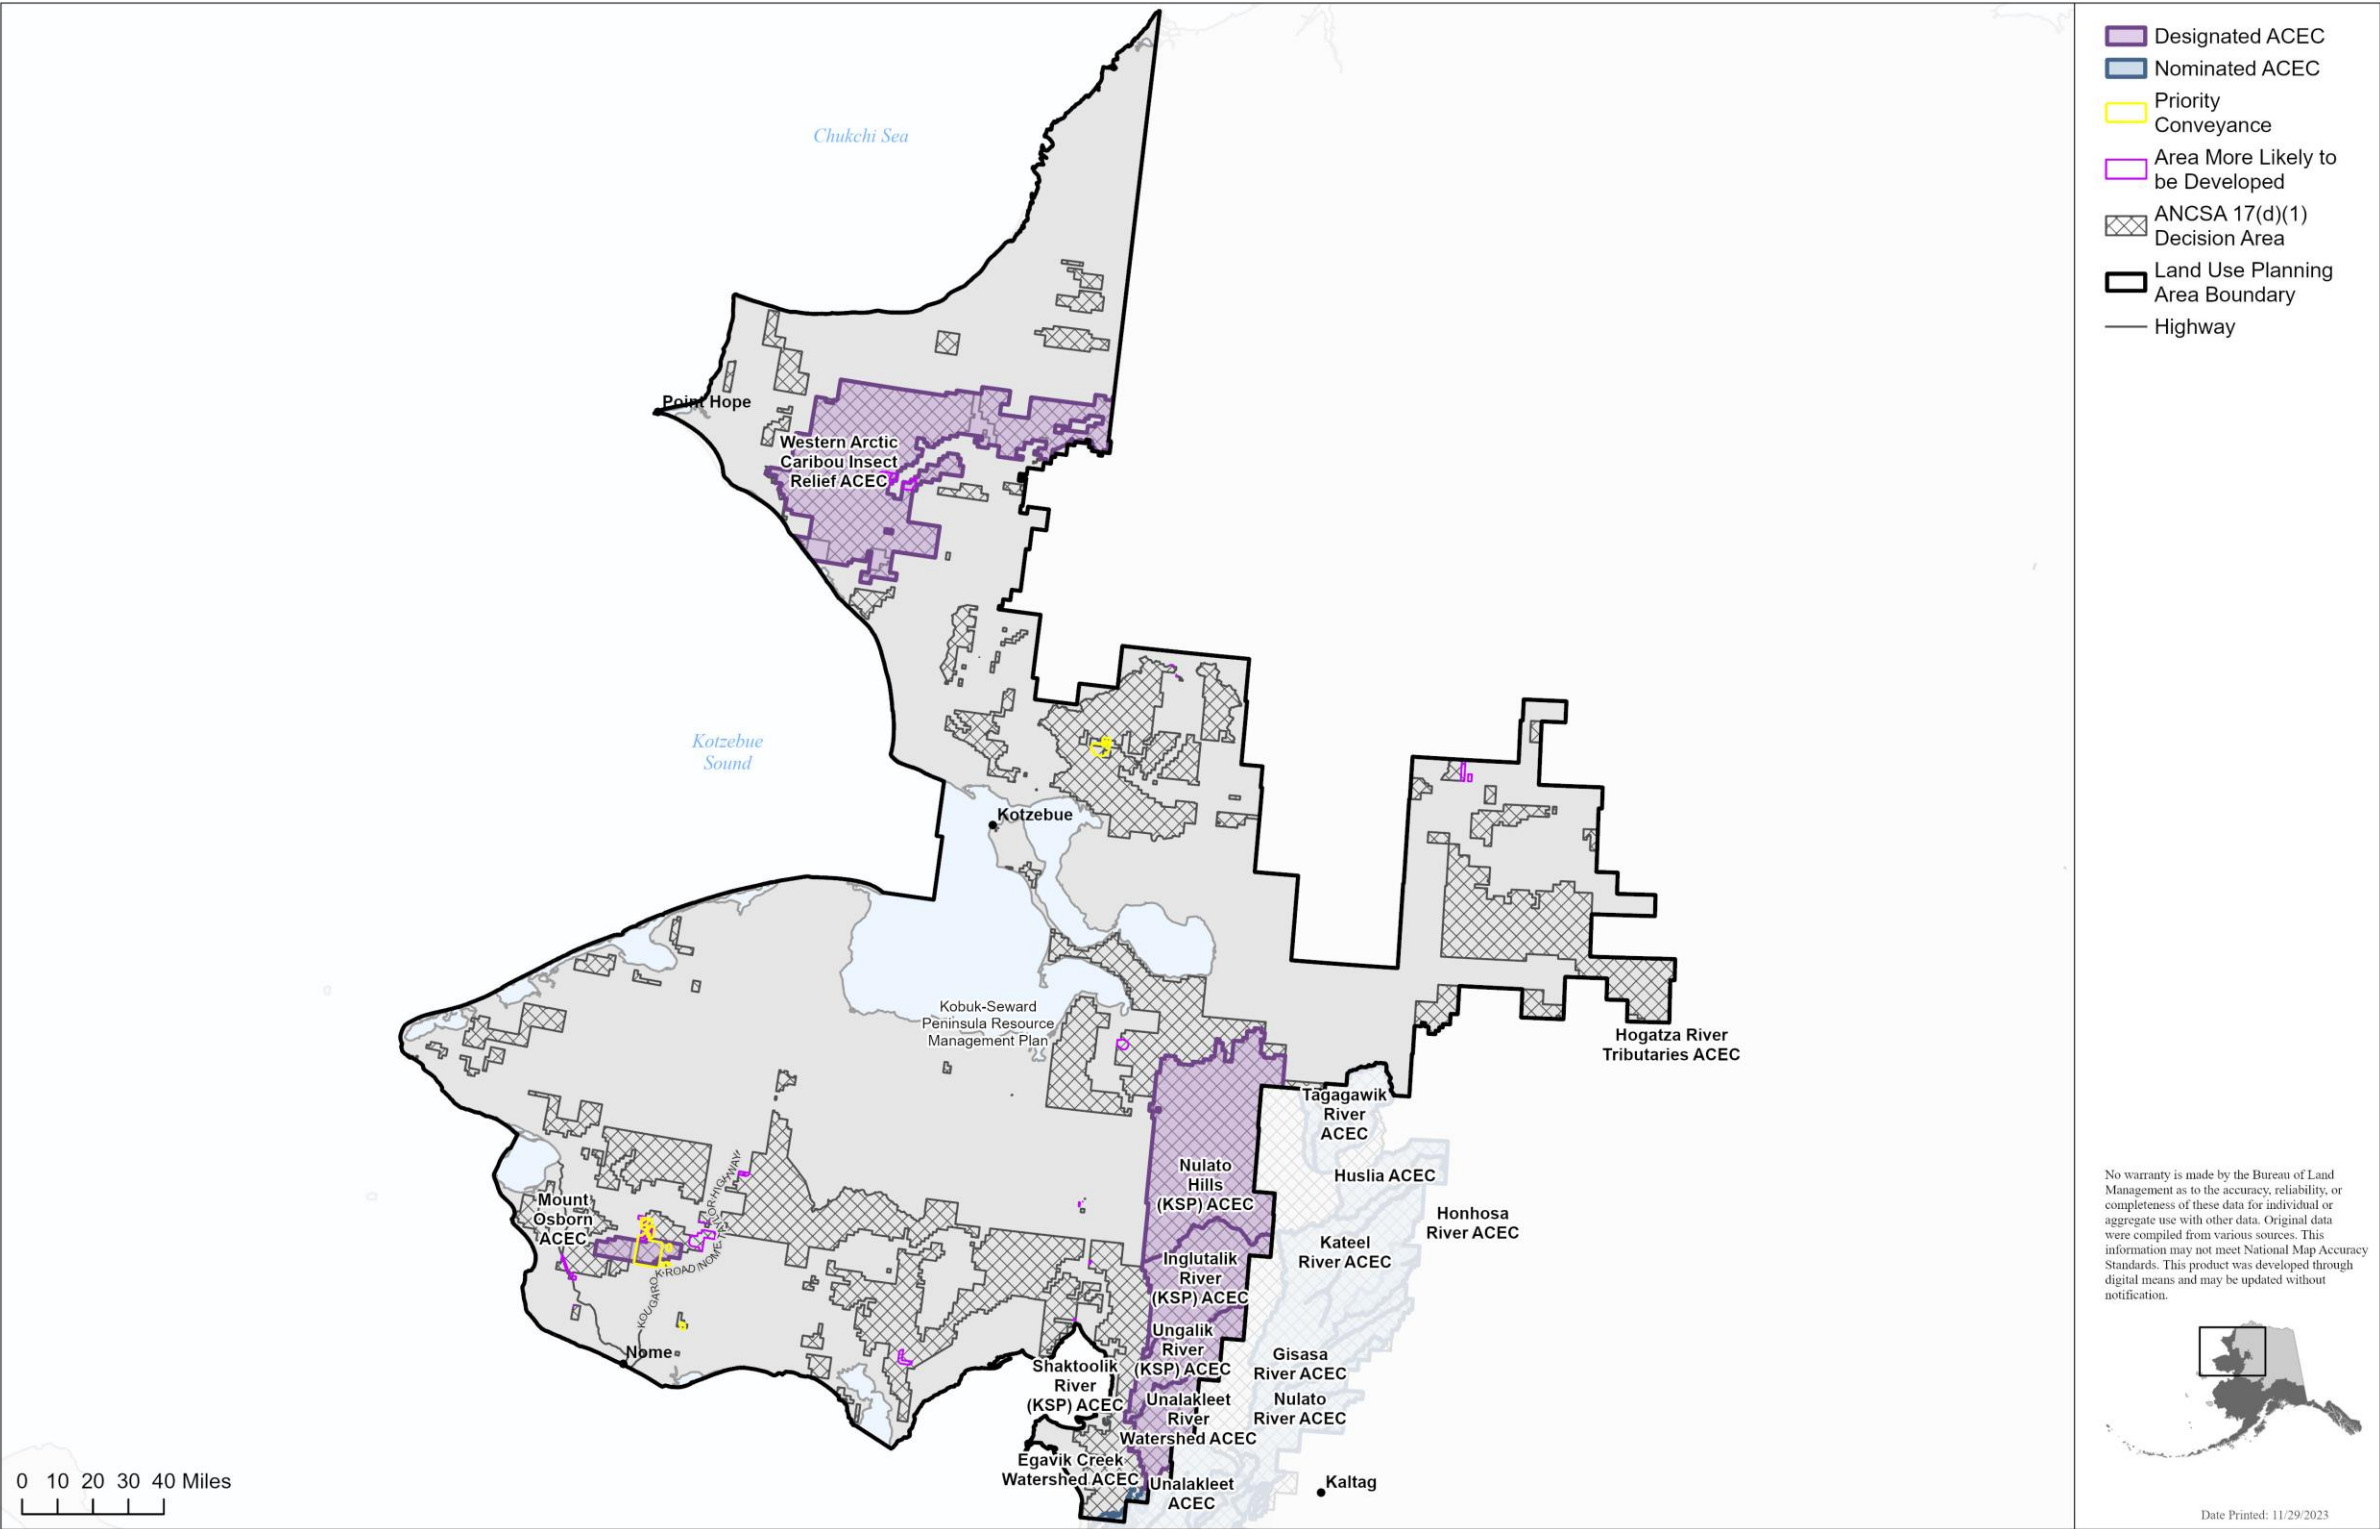 Chukchi Sea
Point Hope
Western Arctic
Caribou Insect
Relief ACEC
Kotzebue
Sound
Kotzebue
Kobuk-Seward
Peninsula Resource
Management Plan
Hogatza River
Tributaries ACEC
Tagagawik
River
ACEC
Huslia ACEC
Nulato
Hills
(KSP) ACEC
Honhosa
River ACEC
Kateel
River ACEC
Mount
Osborn
ACEC
Inglutalik
River
(KSP) ACEC
Ungalik
River
(KSP) ACEC
Nome
Shaktoolik
River
(KSP) ACEC
Gisasa
River ACEC
Unalakleet
River
Watershed ACEC
Nulato
River ACEC
Egavik Creek
Watershed ACEC
Unalakleet
ACEC
Kaltag
0 10 20 30 40 Miles
Designated ACEC
Nominated ACEC
Priority
Conveyance
Area More Likely to
be Developed
ANCSA 17(d)(1)
Decision Area
Land Use Planning
Area Boundary
Highway
No warranty is made by the Bureau of Land
Management as to the accuracy, reliability, or
completeness of these data for individual or
aggregate use with other data. Original data
were compiled from various sources. This
information may not meet National Map Accuracy
Standards. This product was developed through
digital means and may be updated without
notification.
Date Printed: 11/29/2023